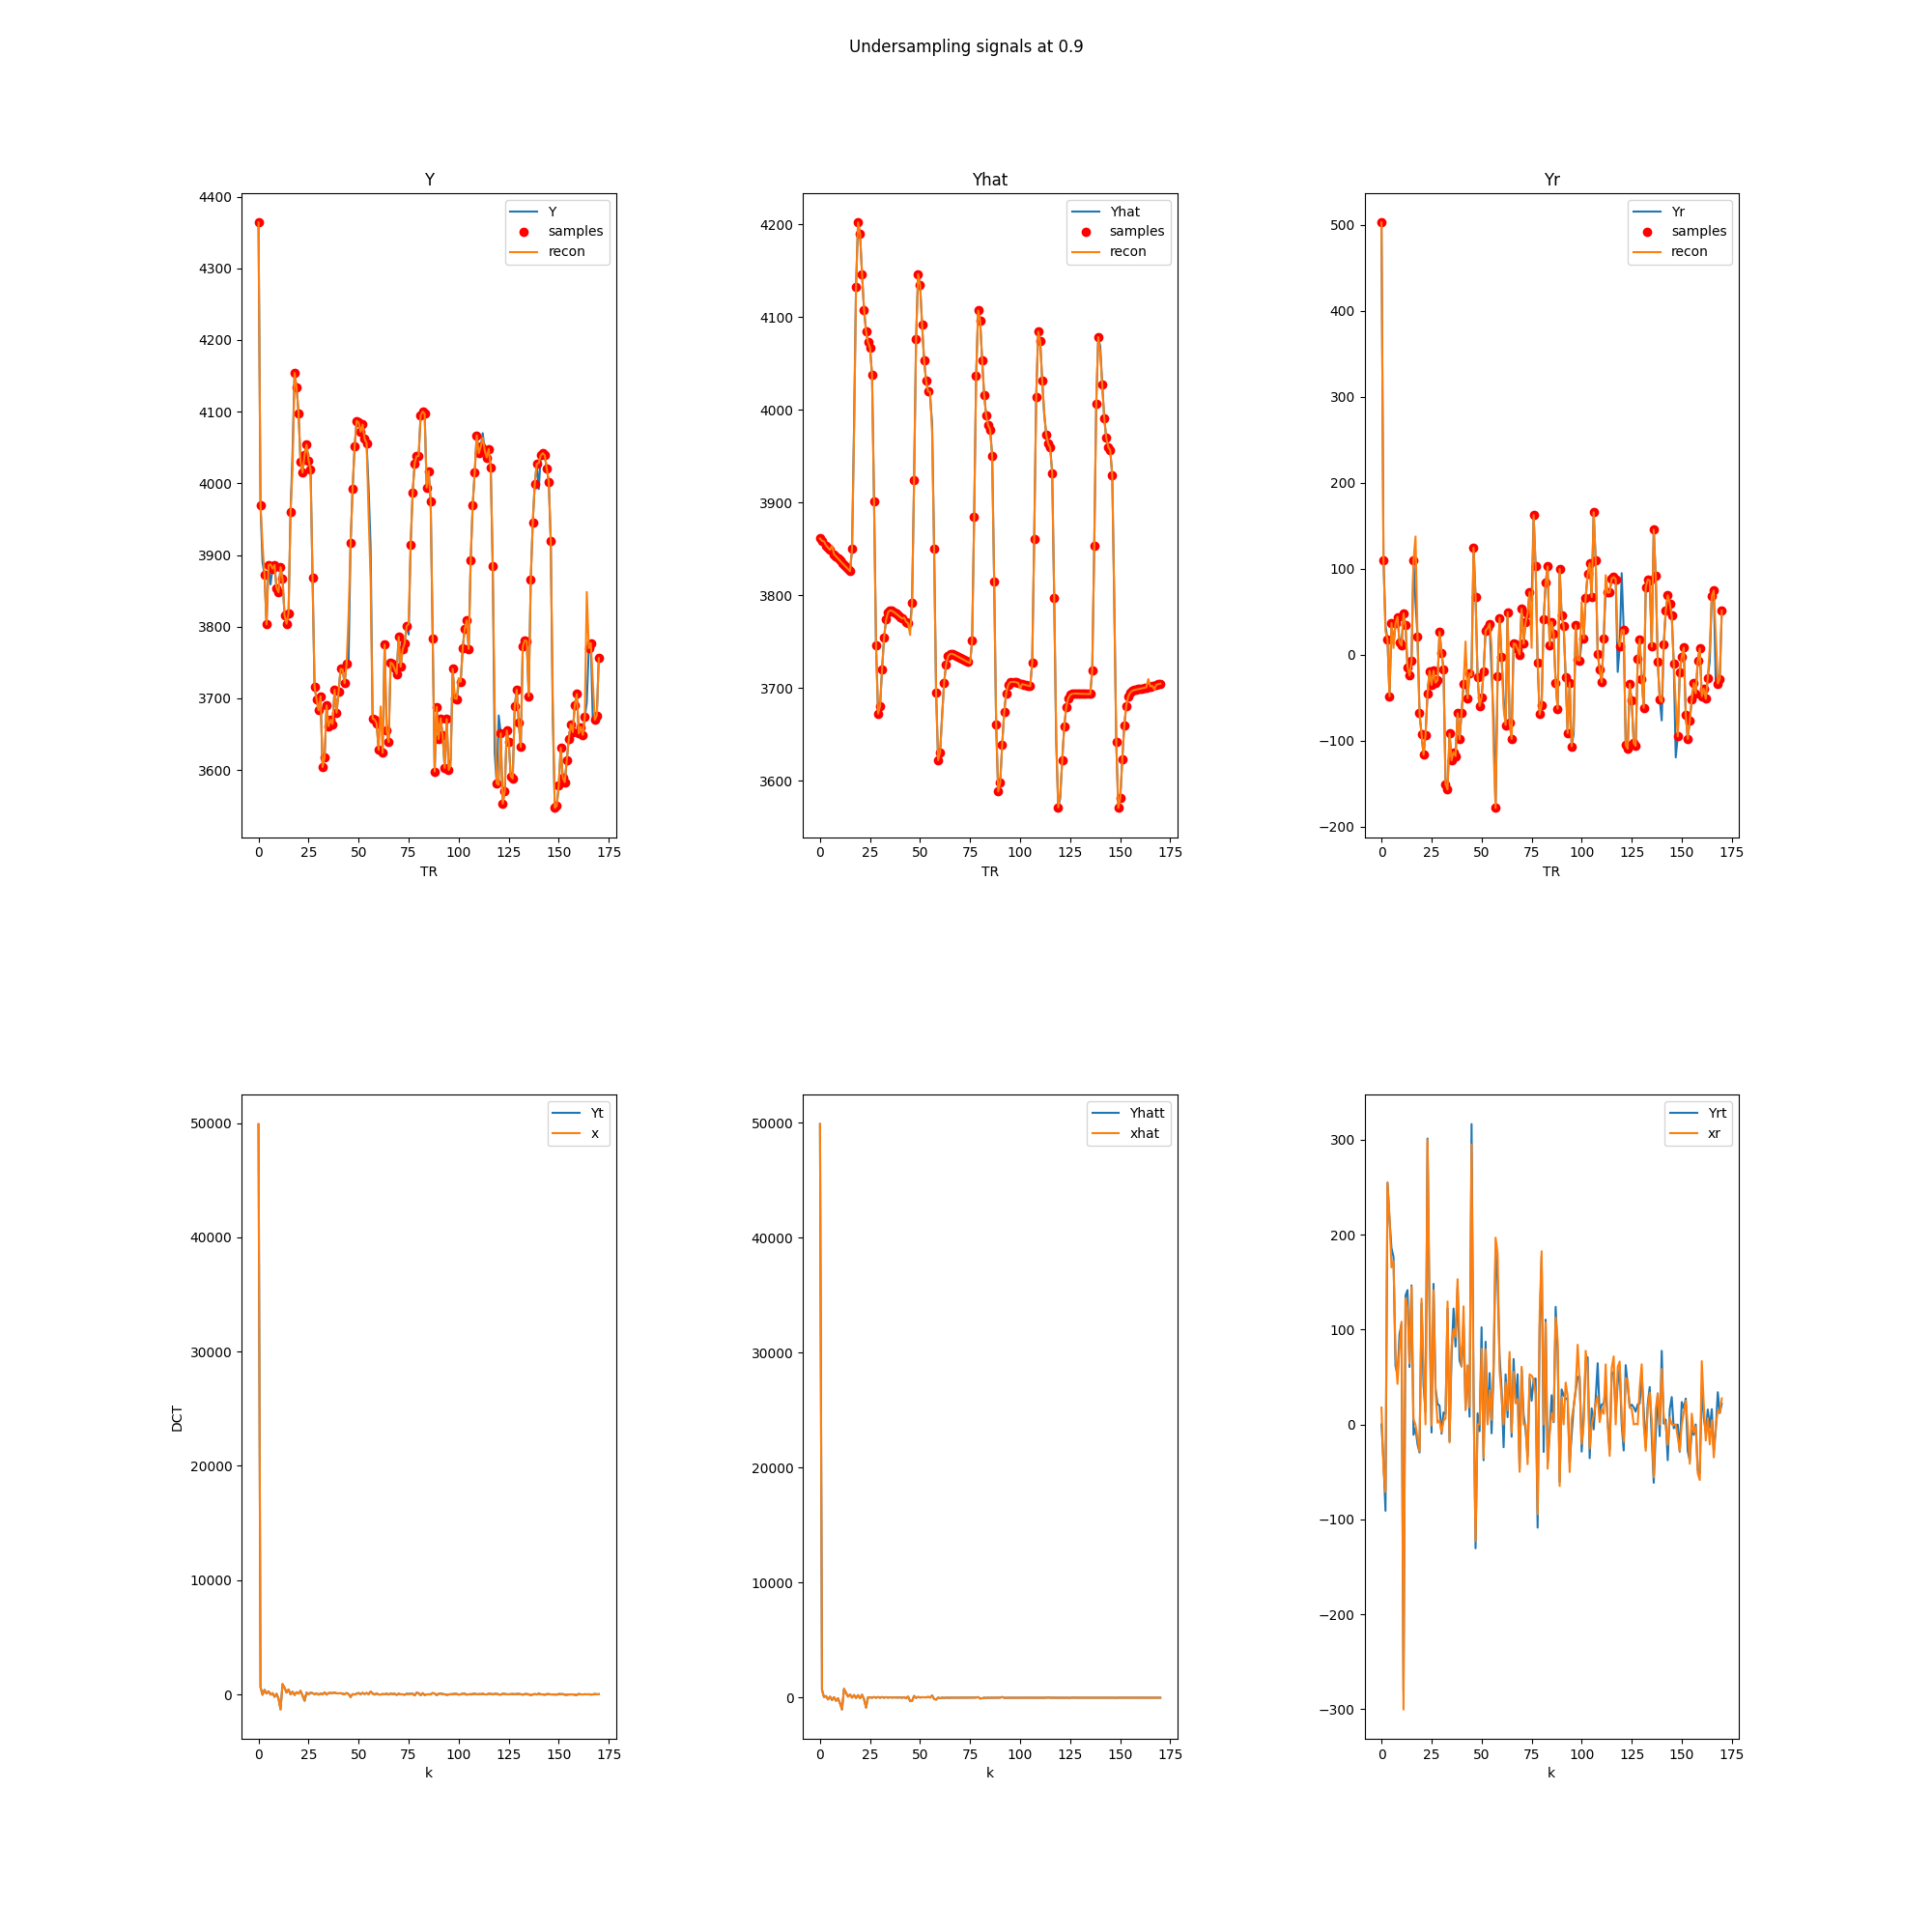 Undersampling signals at 0.9
Y
4400
4300
4200
4100
4000
3900
3800
3700
3600
0 25 50 75 100 125 150 175
TR
Y
samples
recon
Yhat
4200
4100
4000
3900
3800
3700
3600
0 25 50 75 100 125 150 175
TR
Yhat
samples
recon
Yr
500
400
300
200
100
0
−100
−200
0 25 50 75 100 125 150 175
TR
Yr
samples
recon
DCT
50000
40000
30000
20000
10000
0
0 25 50 75 100 125 150 175
k
Yt
x
50000
40000
30000
20000
10000
0
0 25 50 75 100 125 150 175
k
Yhatt
xhat
300
200
100
0
−100
−200
−300
0 25 50 75 100 125 150 175
k
Yrt
xr